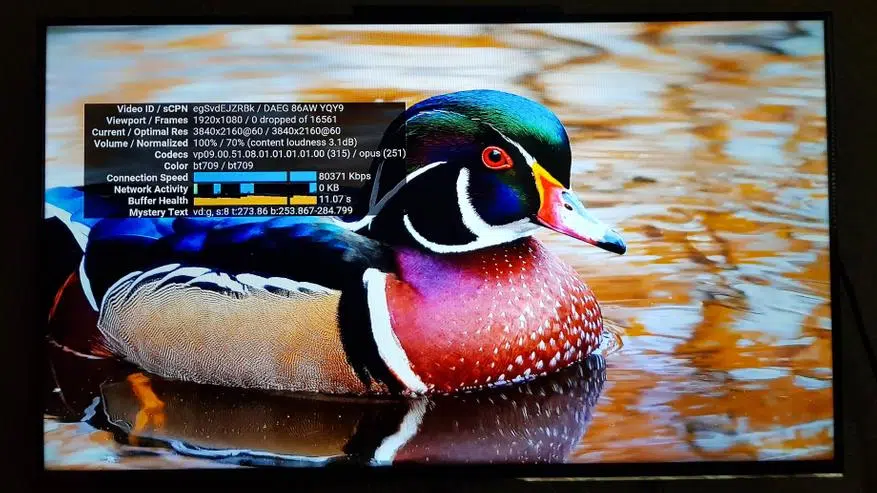 Video ID / sCPN egSvdEJZRBk / DAEG 86AW YQY9
Viewport / Frames 1920x1080 / 0 dropped of 16561
Current / Optimal Res 3840x2160@60 / 3840x2160@60
Volume / Normalized 100% / 70% (content loudness 3.1dB)
Codecs vp09.00.51.08.01.01.01.01.00 (315) / opus (251)
Color bt709 / bt709
Connection Speed 80371 Kbps
Network Activity 0 KB
Buffer Health 11.07 s
Mystery Text vd:g, s:8 t:273.86 b:253.867-284.799